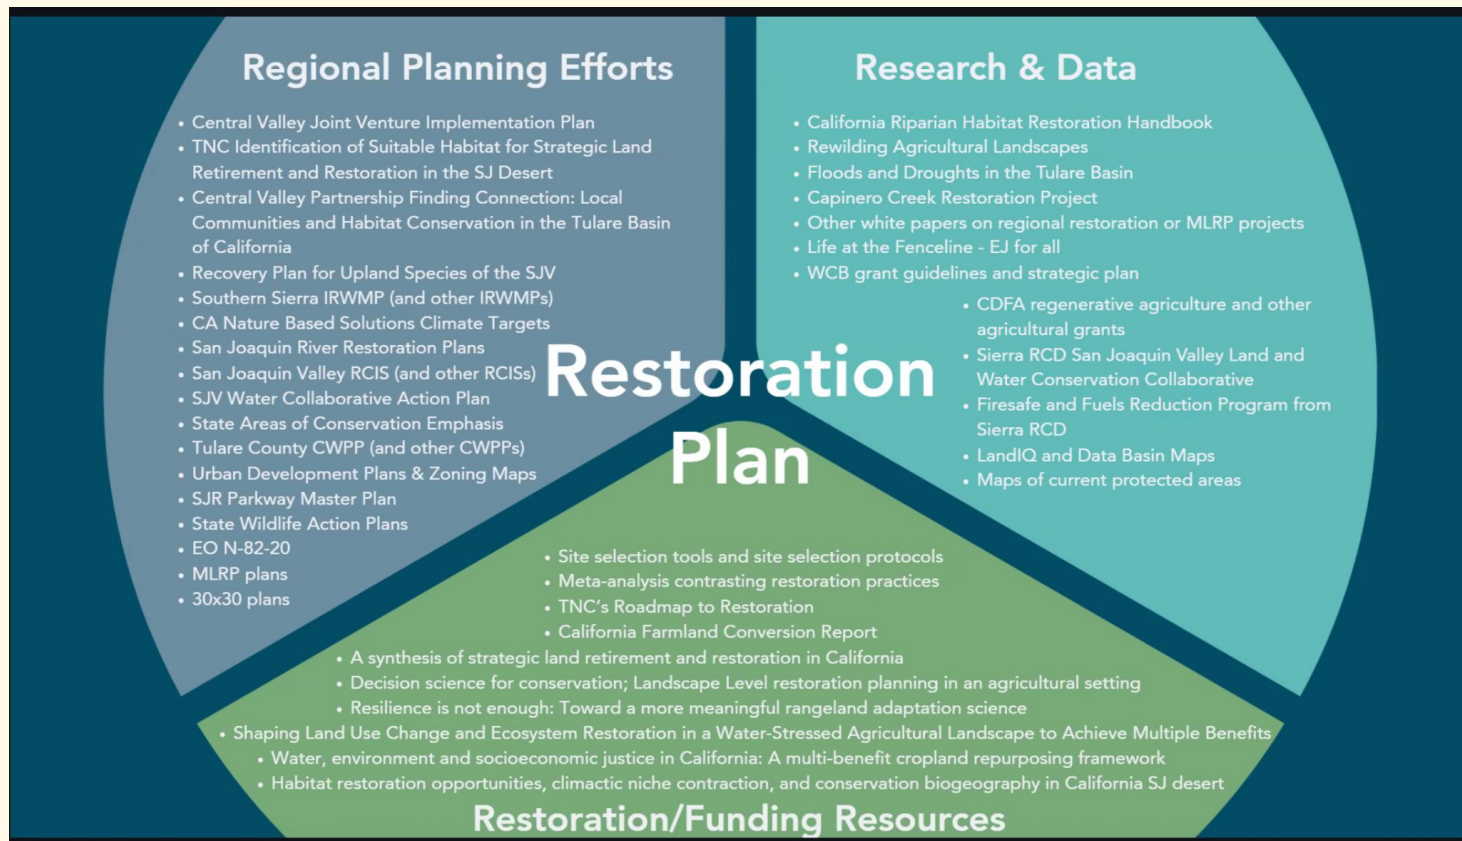 Regional Planning Efforts
• Central Valley Joint Venture Implementation Plan
• TNC Identification of Suitable Habitat for Strategic Land
Retirement and Restoration in the SJ Desert
• Central Valley Partnership Finding Connection: Local
Communities and Habitat Conservation in the Tulare Basin
of California
• Recovery Plan for Upland Species of the SJV
• Southern Sierra IRWMP (and other IRWMPs)
• CA Nature Based Solutions Climate Targets
• San Joaquin River Restoration Plans
• San Joaquin Valley RCIS (and other RCISs)
• SJV Water Collaborative Action Plan
• State Areas of Conservation Emphasis
• Tulare County CWPP (and other CWPPs)
• Urban Development Plans & Zoning Maps
• SJR Parkway Master Plan
• State Wildlife Action Plans
• EO N-82-20
• MLRP plans
• 30x30 plans
Research & Data
• California Riparian Habitat Restoration Handbook
• Rewilding Agricultural Landscapes
• Floods and Droughts in the Tulare Basin
• Capinero Creek Restoration Project
• Other white papers on regional restoration or MLRP projects
• Life at the Fenceline - EJ for all
• WCB grant guidelines and strategic plan
• CDFA regenerative agriculture and other
agricultural grants
• Sierra RCD San Joaquin Valley Land and
Water Conservation Collaborative
• Firesafe and Fuels Reduction Program from
Sierra RCD
• LandIQ and Data Basin Maps
• Maps of current protected areas
Restoration
Plan
• Site selection tools and site selection protocols
• Meta-analysis contrasting restoration practices
• TNC's Roadmap to Restoration
• California Farmland Conversion Report
• A synthesis of strategic land retirement and restoration in California
• Decision science for conservation; Landscape Level restoration planning in an agricultural setting
• Resilience is not enough: Toward a more meaningful rangeland adaptation science
• Shaping Land Use Change and Ecosystem Restoration in a Water-Stressed Agricultural Landscape to Achieve Multiple Benefits
• Water, environment and socioeconomic justice in California: A multi-benefit cropland repurposing framework
• Habitat restoration opportunities, climactic niche contraction, and conservation biogeography in California SJ desert
Restoration/Funding Resources